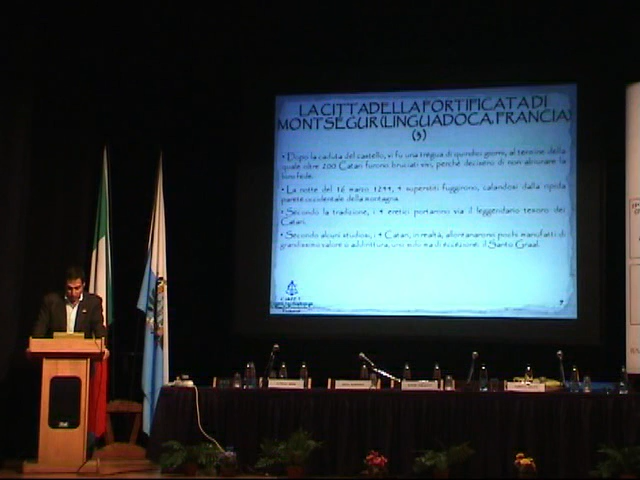 LA CITTADELLA FORTIFICATA DI
MONTSEGUR (LINGUADOCA, FRANCIA)
(3)
• Dopo la caduta del castello, vi fu una tregua di quindici giorni, al termine della
quale oltre 200 Catari furono bruciati vivi, perché decisero di non abiurare la
loro fede.
• La notte del 16 marzo 1244, 4 superstiti fuggirono, calandosi dalla ripida
parete occidentale della montagna.
• Secondo la tradizione, i 4 eretici portarono via il leggendario tesoro dei
Catari.
• Secondo alcuni studiosi, i 4 Catari, in realtà, allontanarono pochi manufatti di
grandissimo valore o addirittura, uno solo ma di eccezione: il Santo Graal.